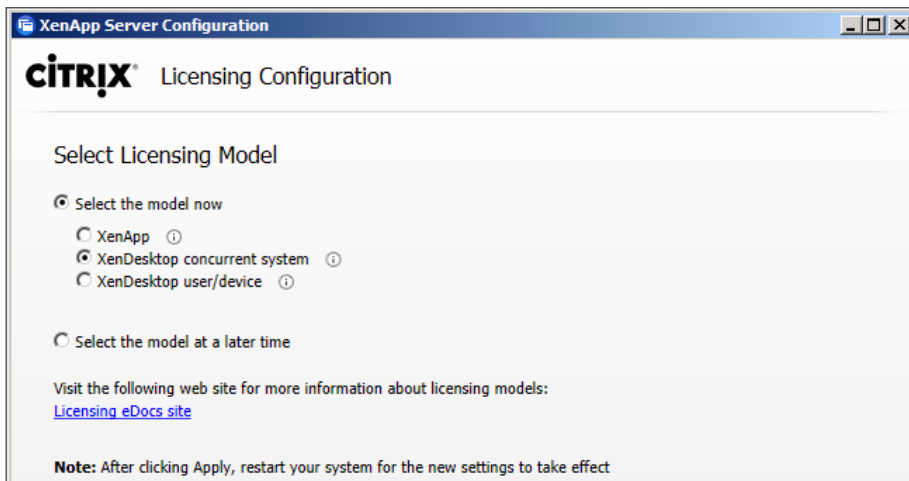 XenApp Server Configuration
CİTRIX® Licensing Configuration
Select Licensing Model
Select the model now
XenApp
XenDesktop concurrent system
XenDesktop user/device
Select the model at a later time
Visit the following web site for more information about licensing models:
Licensing eDocs site
Note: After clicking Apply, restart your system for the new settings to take effect